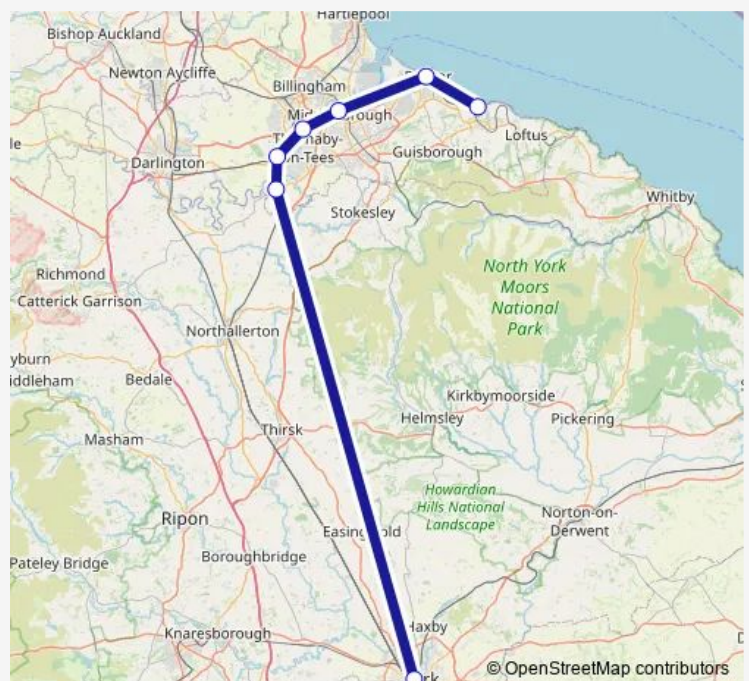 Hartlepool
Bishop Auckland
Newton Aycliffe
Billingham
Darlington
Guisborough
Loftus
Stokesley
Whitby
North York
Moors
National
Park
Richmond
Catterick Garrison
Northallerton
yburn
iddleham
Bedale
Kirkbymoorside
Helmsley
Pickering
Masham
Thirsk
Howardian
Hills National
Landscape
Ripon
Norton-on-
Derwent
Pateley Bridge
Boroughbridge
Knaresborough
© OpenStreetMap contributors